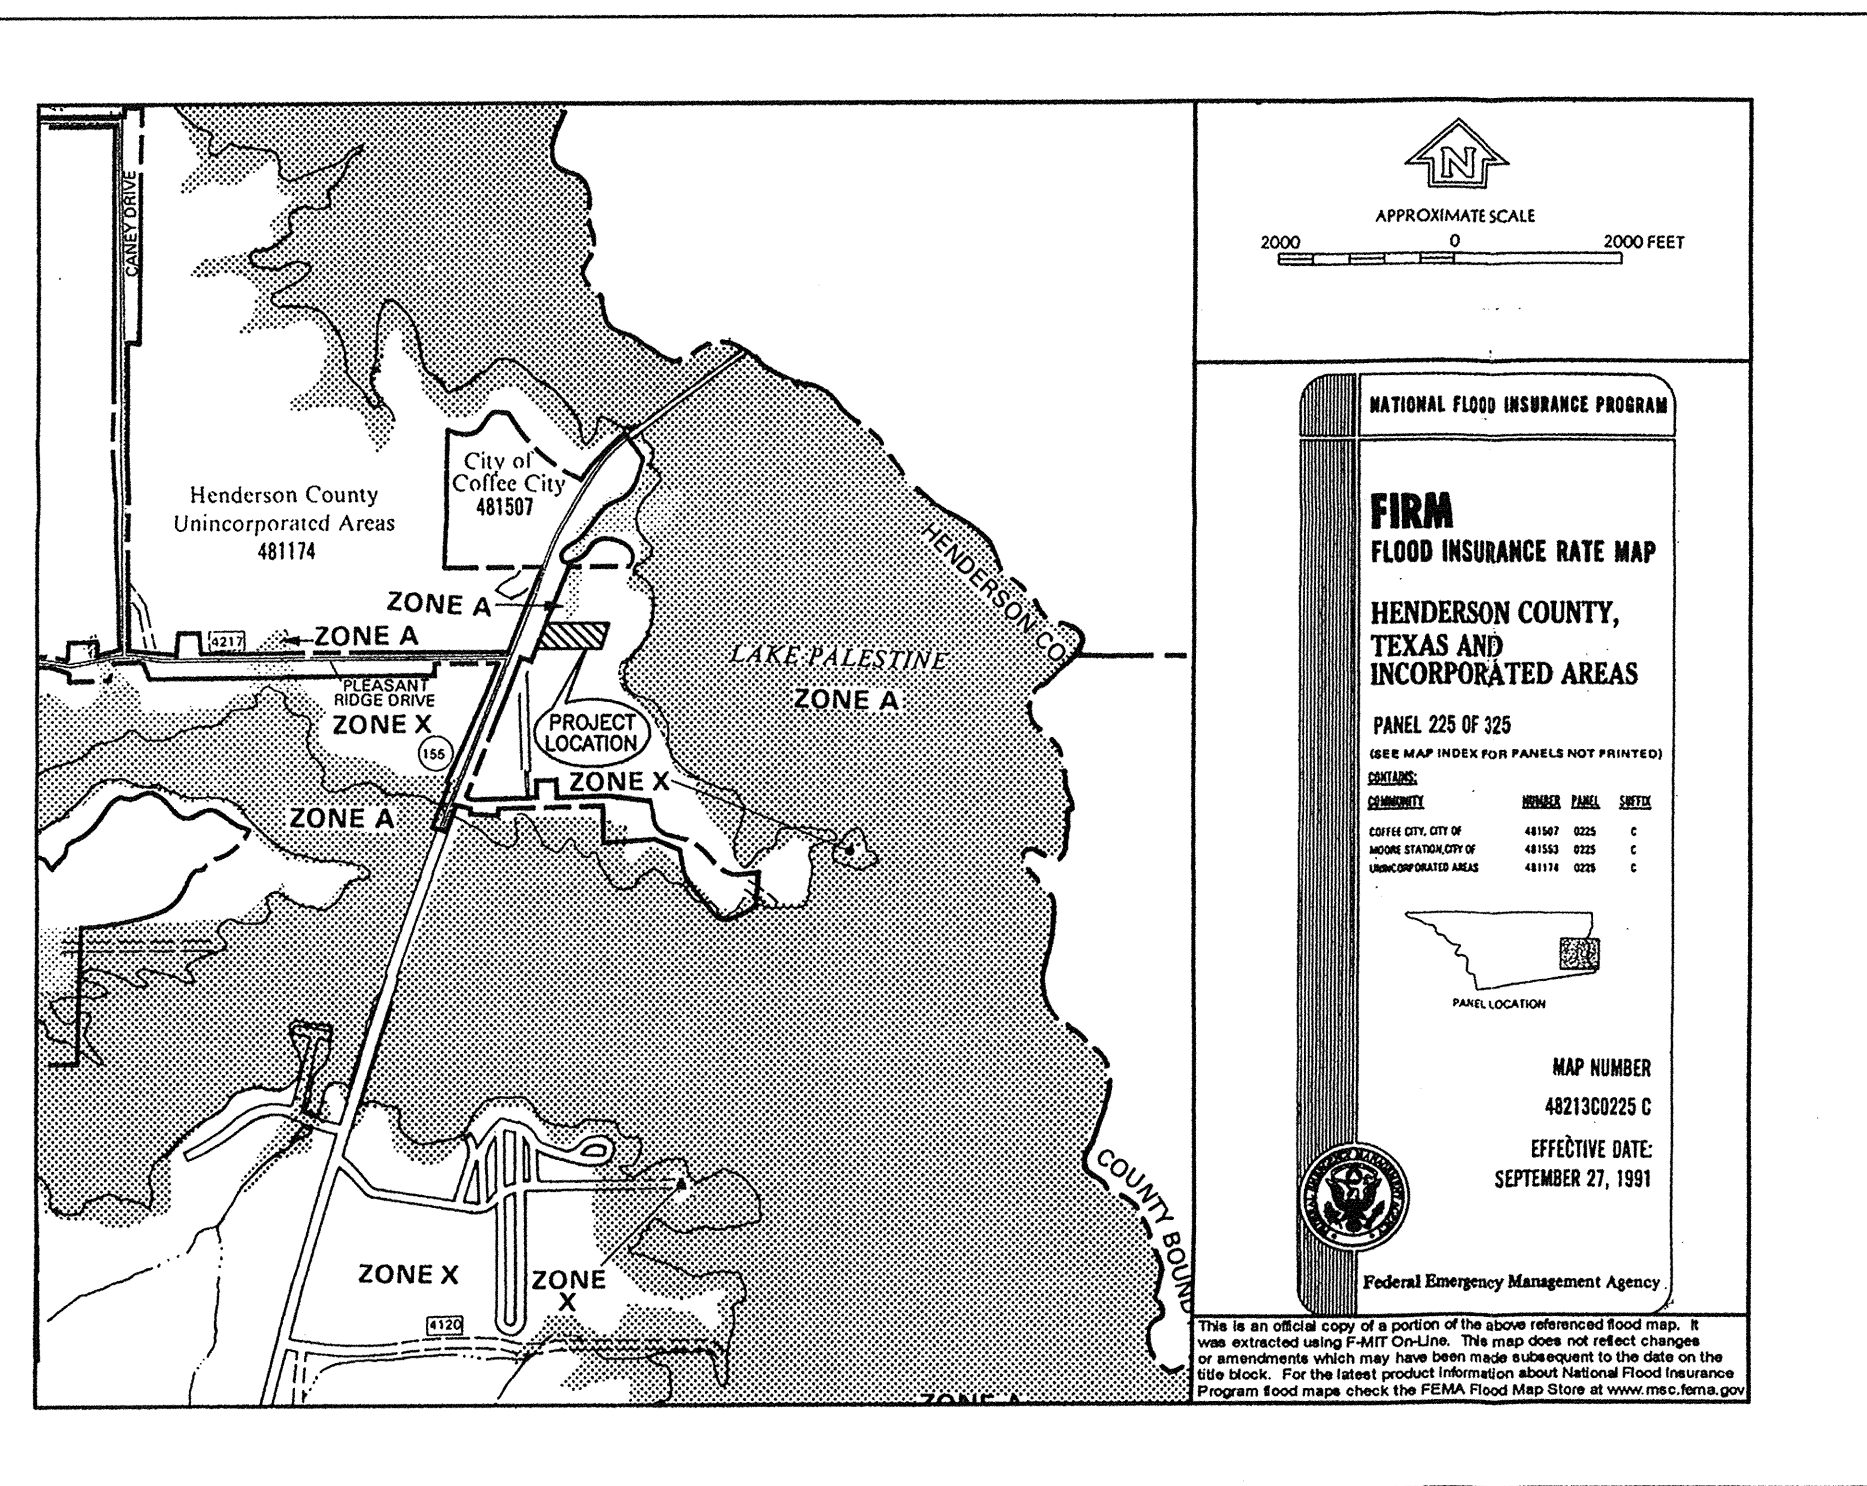 CANEY DRIVE
Henderson County
Unincorporated Areas
481174
City of
Coffee City
481507
ZONE A
ZONE A
4217
PLEASANT
RIDGE DRIVE
ZONE X
155
PROJECT
LOCATION
LAKE PALESTINE
ZONE A
HENDERSON CO
ZONE X
ZONE A
COUNTY BOUND
ZONE X
ZONE
X
4120
ZONE A
N
APPROXIMATE SCALE
2000 0 2000 FEET
NATIONAL FLOOD INSURANCE PROGRAM
FIRM
FLOOD INSURANCE RATE MAP
HENDERSON COUNTY,
TEXAS AND
INCORPORATED AREAS
PANEL 225 OF 325
(SEE MAP INDEX FOR PANELS NOT PRINTED)
CONTAINS:
COMMUNITY NUMBER PANEL SUFFIX
COFFEE CITY, CITY OF 481507 0225 C
MOORE STATION,CITY OF 481553 0225 C
UNINCORPORATED AREAS 481174 0225 C
PANEL LOCATION
MAP NUMBER
48213C0225 C
EFFECTIVE DATE:
SEPTEMBER 27, 1991
FEDERAL EMERGENCY MANAGEMENT AGENCY
Federal Emergency Management Agency
This is an official copy of a portion of the above referenced flood map. It
was extracted using F-MIT On-Line. This map does not reflect changes
or amendments which may have been made subsequent to the date on the
title block. For the latest product information about National Flood Insurance
Program flood maps check the FEMA Flood Map Store at www.msc.fema.gov